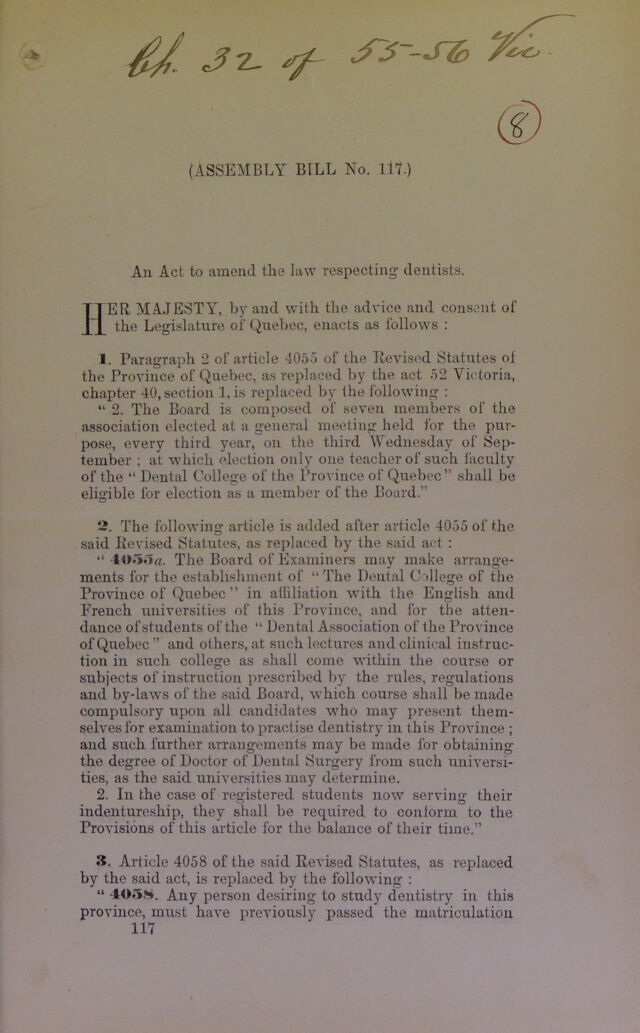 Ch. 32 of 55-56 Vic.
8
(ASSEMBLY BILL No. 117.)
An Act to amend the law respecting dentists.
HER MAJESTY, by and with the advice and consent of
the Legislature of Quebec, enacts as follows :
1. Paragraph 2 of article 4055 of the Revised Statutes of
the Province of Quebec, as replaced by the act 52 Victoria,
chapter 40, section 1, is replaced by the following :
“ 2. The Board is composed of seven members of the
association elected at a general meeting held for the pur-
pose, every third year, on the third Wednesday of Sep-
tember ; at which election only one teacher of such faculty
of the “ Dental College of the Province of Quebec” shall be
eligible for election as a member of the Board.”
2. The following article is added after article 4055 of the
said Revised Statutes, as replaced by the said act :
“ 4055a. The Board of Examiners may make arrange-
ments for the establishment of “ The Dental College of the
Province of Quebec ” in affiliation with the English and
French universities of this Province, and for the atten-
dance of students of the “ Dental Association of the Province
of Quebec ” and others, at such lectures and clinical instruc-
tion in such college as shall come within the course or
subjects of instruction prescribed by the rules, regulations
and by-laws of the said Board, which course shall be made
compulsory upon all candidates who may present them-
selves for examination to practise dentistry in this Province ;
and such further arrangements may be made for obtaining
the degree of Doctor of Dental Surgery from such universi-
ties, as the said universities may determine.
2. In the case of registered students now serving their
indentureship, they shall be required to conform to the
Provisions of this article for the balance of their time.”
3. Article 4058 of the said Revised Statutes, as replaced
by the said act, is replaced by the following :
“ 4058. Any person desiring to study dentistry in this
province, must have previously passed the matriculation
117